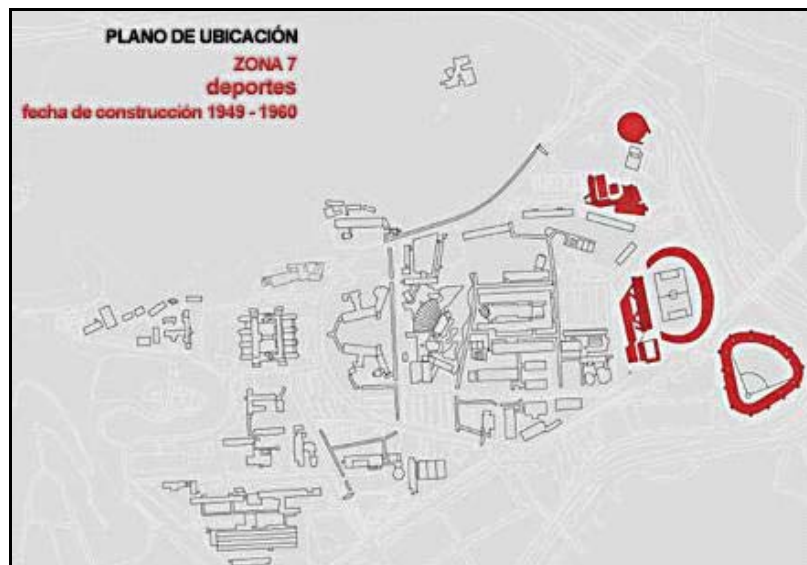 PLANO DE UBICACIÓN
ZONA 7
deportes
fecha de construcción 1949 - 1960